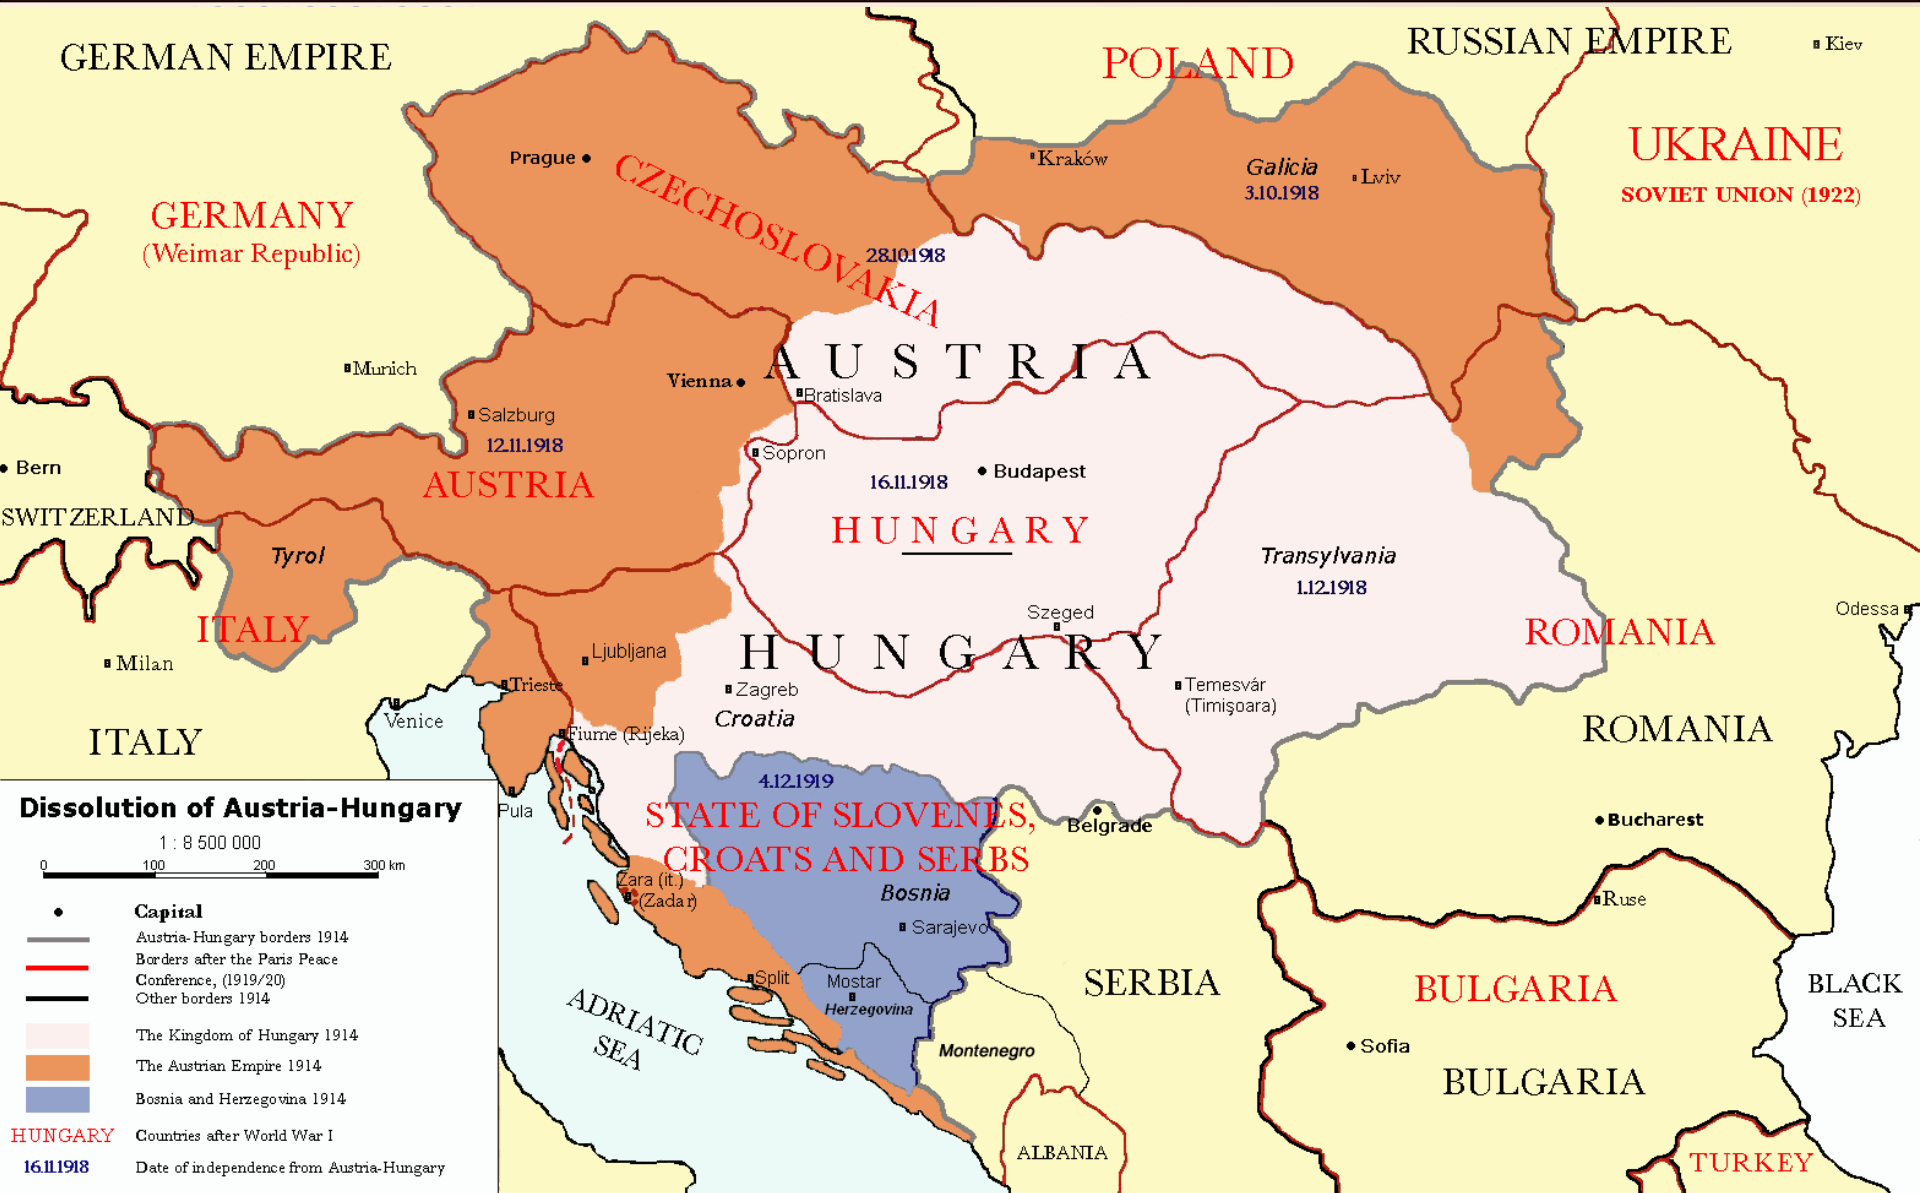 GERMAN EMPIRE
POLAND
RUSSIAN EMPIRE
Kiev
Prague
Kraków
Galicia
3.10.1918
Lviv
UKRAINE
SOVIET UNION (1922)
CZECHOSLOVAKIA
28.10.1918
GERMANY
(Weimar Republic)
Munich
Vienna
AUSTRIA
Bratislava
Salzburg
12.11.1918
AUSTRIA
Sopron
16.11.1918
Budapest
HUNGARY
Bern
SWITZERLAND
Tyrol
Transylvania
1.12.1918
ITALY
Milan
Ljubljana
HUNGARY
Szeged
ROMANIA
Odessa
Trieste
Zagreb
Croatia
Temesvár
(Timişoara)
Venice
Fiume (Rijeka)
ITALY
ROMANIA
4.12.1919
STATE OF SLOVENES,
CROATS AND SERBS
Pula
Belgrade
Bucharest
Zara (it.)
(Zadar)
Bosnia
Sarajevo
Ruse
Split
Mostar
Herzegovina
SERBIA
BULGARIA
BLACK
SEA
ADRIATIC
SEA
Montenegro
Sofia
BULGARIA
ALBANIA
TURKEY
Dissolution of Austria-Hungary
1 : 8 500 000
0 100 200 300 km
Capital
Austria-Hungary borders 1914
Borders after the Paris Peace
Conference, (1919/20)
Other borders 1914
The Kingdom of Hungary 1914
The Austrian Empire 1914
Bosnia and Herzegovina 1914
HUNGARY Countries after World War I
16.11.1918 Date of independence from Austria-Hungary